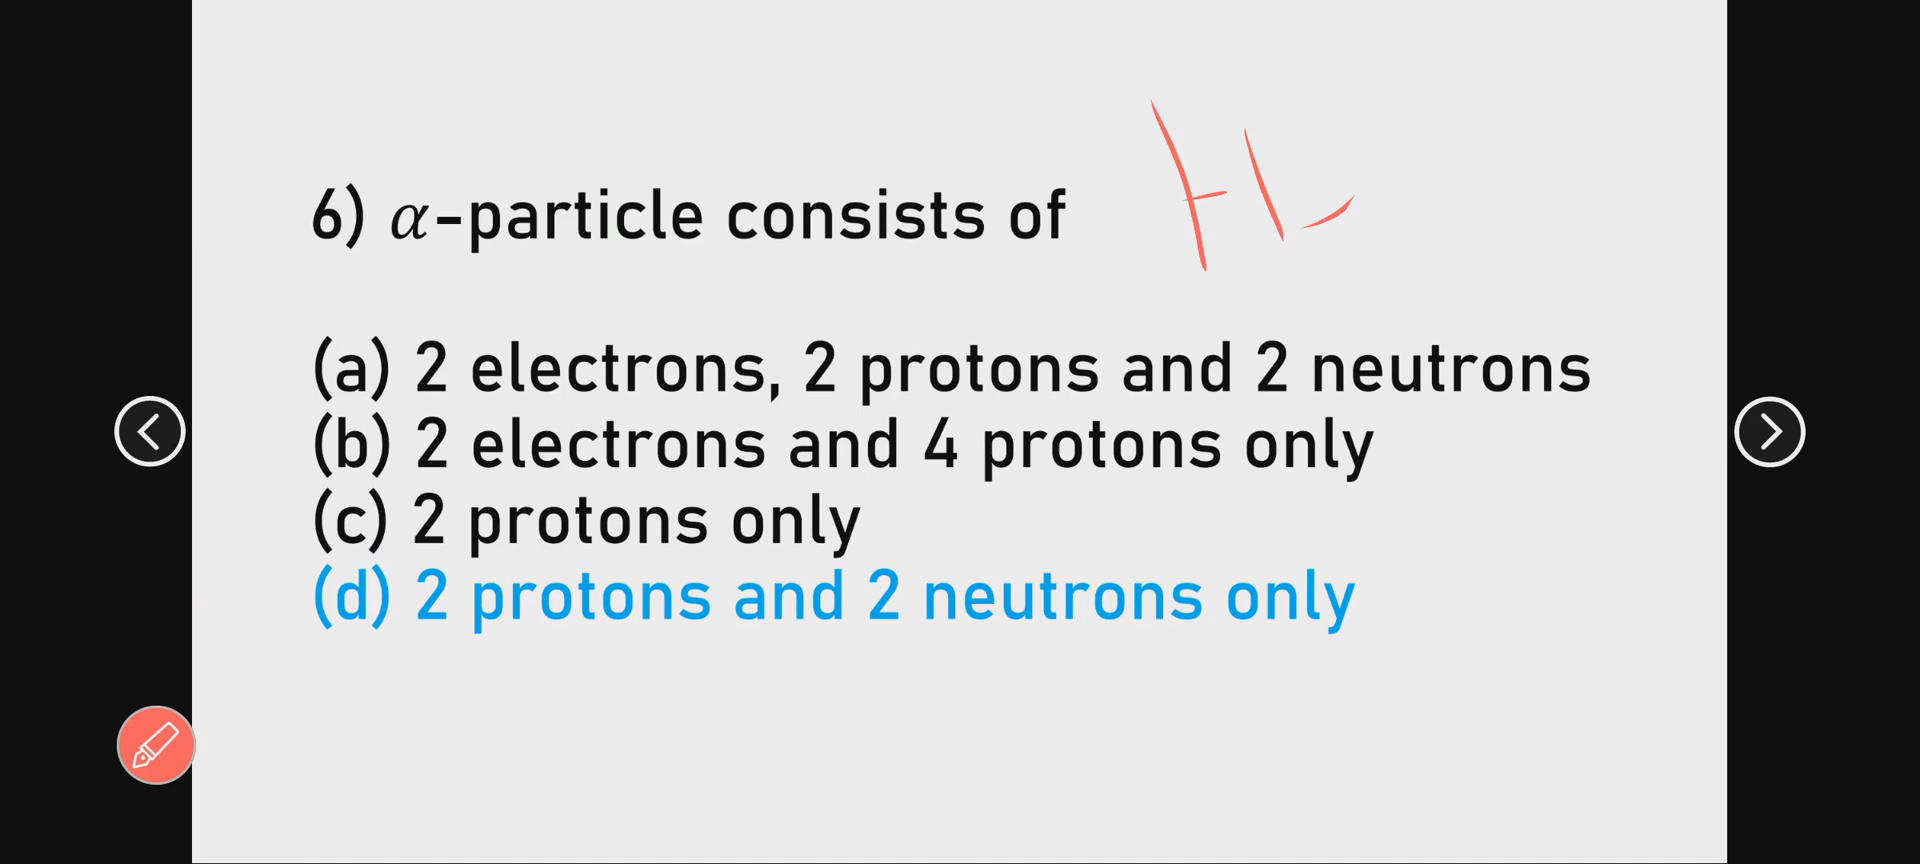 6) α-particle consists of
(a) 2 electrons, 2 protons and 2 neutrons
(b) 2 electrons and 4 protons only
(c) 2 protons only
(d) 2 protons and 2 neutrons only